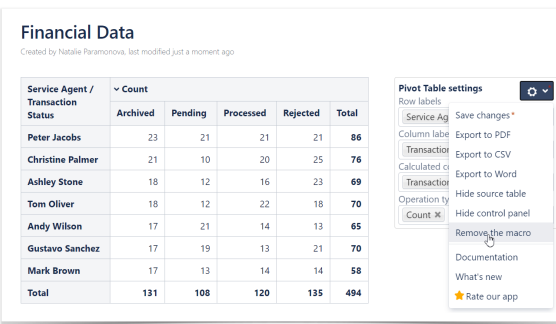 Financial Data
Created by Natalie Paramonova, last modified just a moment ago
Service Agent / Transaction Status Count
Archived Pending Processed Rejected Total
Peter Jacobs 23 21 21 21 86
Christine Palmer 21 10 20 25 76
Ashley Stone 18 12 16 23 69
Tom Oliver 18 12 22 18 70
Andy Wilson 17 21 14 13 65
Gustavo Sanchez 17 19 13 21 70
Mark Brown 17 13 14 14 58
Total 131 108 120 135 494
Pivot Table settings
Row labels
Service Ag
Column labe
Transaction
Calculated co
Transaction
Operation ty
Count ×
Save changes *
Export to PDF
Export to CSV
Export to Word
Hide source table
Hide control panel
Remove the macro
Documentation
What's new
Rate our app